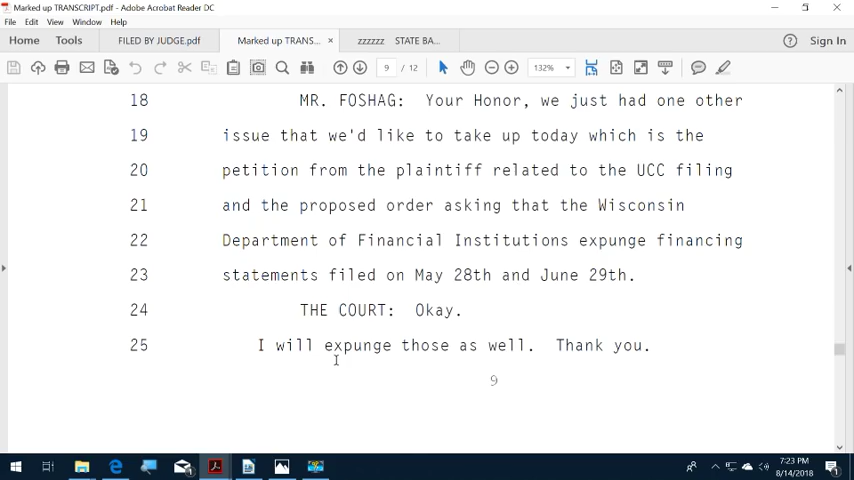 Marked up TRANSCRIPT.pdf - Adobe Acrobat Reader DC
File Edit View Window Help
Home Tools FILED BY JUDGE.pdf Marked up TRANS... × zzzzzz STATE BA... Sign In
9 / 12 132%
18 MR. FOSHAG: Your Honor, we just had one other
19 issue that we'd like to take up today which is the
20 petition from the plaintiff related to the UCC filing
21 and the proposed order asking that the Wisconsin
22 Department of Financial Institutions expunge financing
23 statements filed on May 28th and June 29th.
24 THE COURT: Okay.
25 I will expunge those as well. Thank you.
9
7:23 PM
8/14/2018